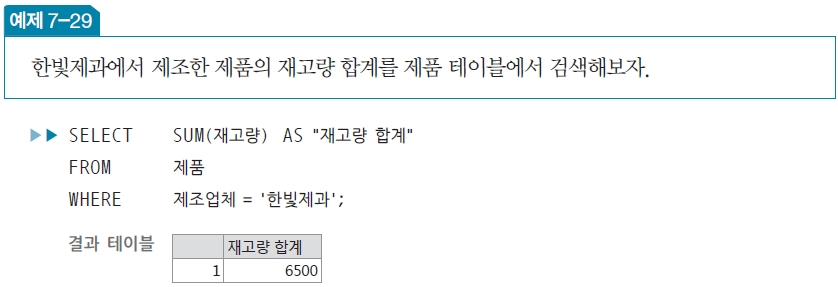 예제 7-29
한빛제과에서 제조한 제품의 재고량 합계를 제품 테이블에서 검색해보자.
▶▶ SELECT SUM(재고량) AS "재고량 합계"
FROM 제품
WHERE 제조업체 = '한빛제과';
결과 테이블
재고량 합계
1 6500